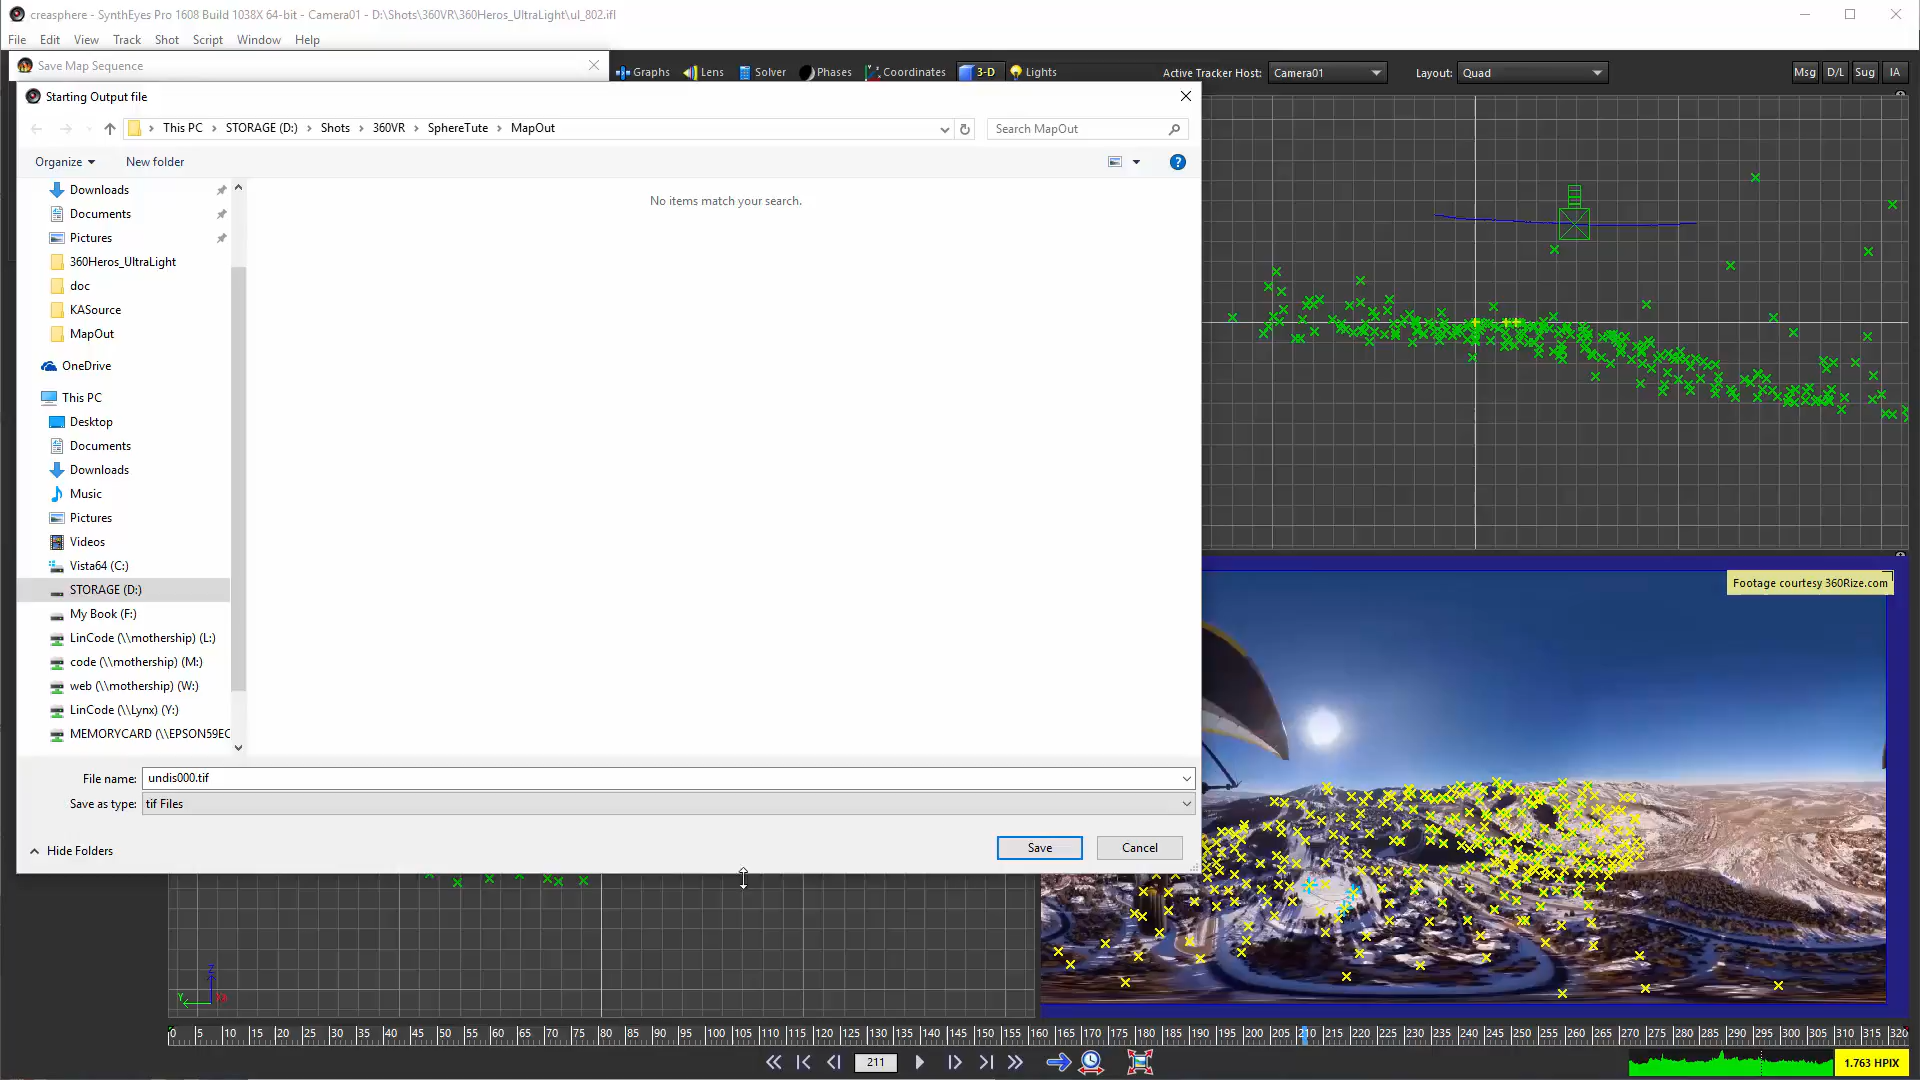 creasphere - SynthEyes Pro 1608 Build 1038X 64-bit - Camera01 - D:\Shots\360VR\360Heros_UltraLight\ul_802.ifl
File Edit View Track Shot Script Window Help
Save Map Sequence
Graphs Lens Solver Phases Coordinates 3-D Lights Active Tracker Host: Camera01 Layout: Quad Msg D/L Sug IA
Starting Output file
This PC STORAGE (D:) Shots 360VR SphereTute MapOut Search MapOut
Organize New folder
No items match your search.
Downloads
Documents
Pictures
360Heros_UltraLight
doc
KASource
MapOut
OneDrive
This PC
Desktop
Documents
Downloads
Music
Pictures
Videos
Vista64 (C:)
STORAGE (D:)
My Book (F:)
LinCode (\\mothership) (L:)
code (\\mothership) (M:)
web (\\mothership) (W:)
LinCode (\\Lynx) (Y:)
MEMORYCARD (\\EPSON59EC
File name: undis000.tif
Save as type: tif Files
Hide Folders
Save Cancel
Footage courtesy 360Rize.com
Z
Y
0 5 10 15 20 25 30 35 40 45 50 55 60 65 70 75 80 85 90 95 100 105 110 115 120 125 130 135 140 145 150 155 160 165 170 175 180 185 190 195 200 205 210 215 220 225 230 235 240 245 250 255 260 265 270 275 280 285 290 295 300 305 310 315 320
211
1.763 HPIX